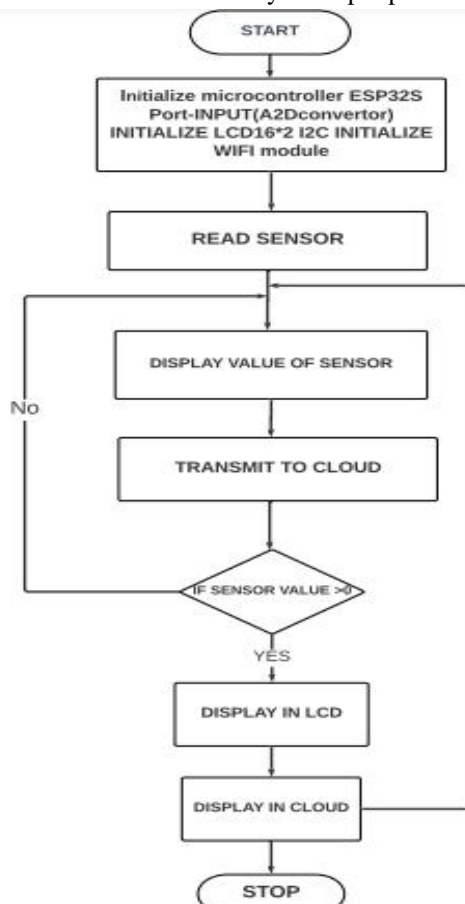 START
Initialize microcontroller ESP32S
Port-INPUT(A2Dconvertor)
INITIALIZE LCD16*2 I2C INITIALIZE
WIFI module
READ SENSOR
DISPLAY VALUE OF SENSOR
No
TRANSMIT TO CLOUD
IF SENSOR VALUE >0
YES
DISPLAY IN LCD
DISPLAY IN CLOUD
STOP